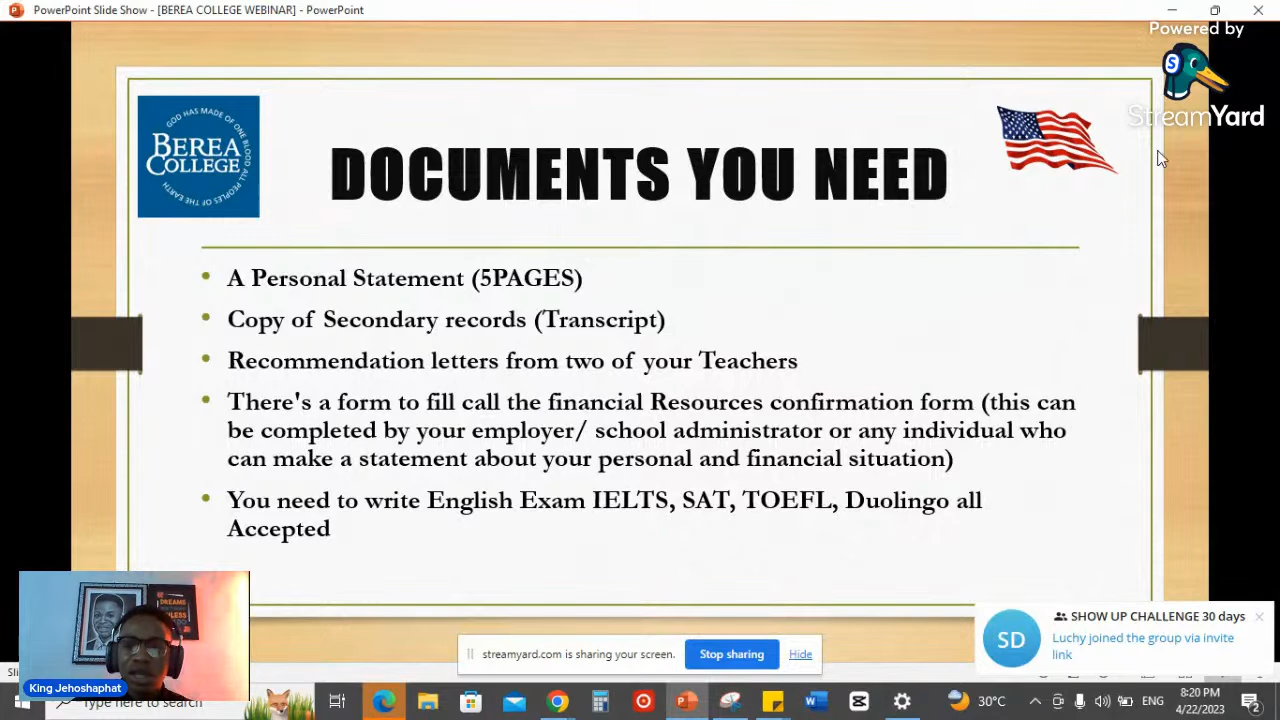 PowerPoint Slide Show - [BEREA COLLEGE WEBINAR] - PowerPoint
Powered by
StreamYard
GOD HAS MADE OF ONE BLOOD ALL PEOPLES OF THE EARTH
BEREA
COLLEGE
DOCUMENTS YOU NEED
• A Personal Statement (5PAGES)
• Copy of Secondary records (Transcript)
• Recommendation letters from two of your Teachers
• There's a form to fill call the financial Resources confirmation form (this can
be completed by your employer/ school administrator or any individual who
can make a statement about your personal and financial situation)
• You need to write English Exam IELTS, SAT, TOEFL, Duolingo all
Accepted
DREAMS
King Jehoshaphat
streamyard.com is sharing your screen.
Stop sharing
Hide
SD
SHOW UP CHALLENGE 30 days
Luchy joined the group via invite
link
Type here to search
30°C
ENG
8:20 PM
4/22/2023
2